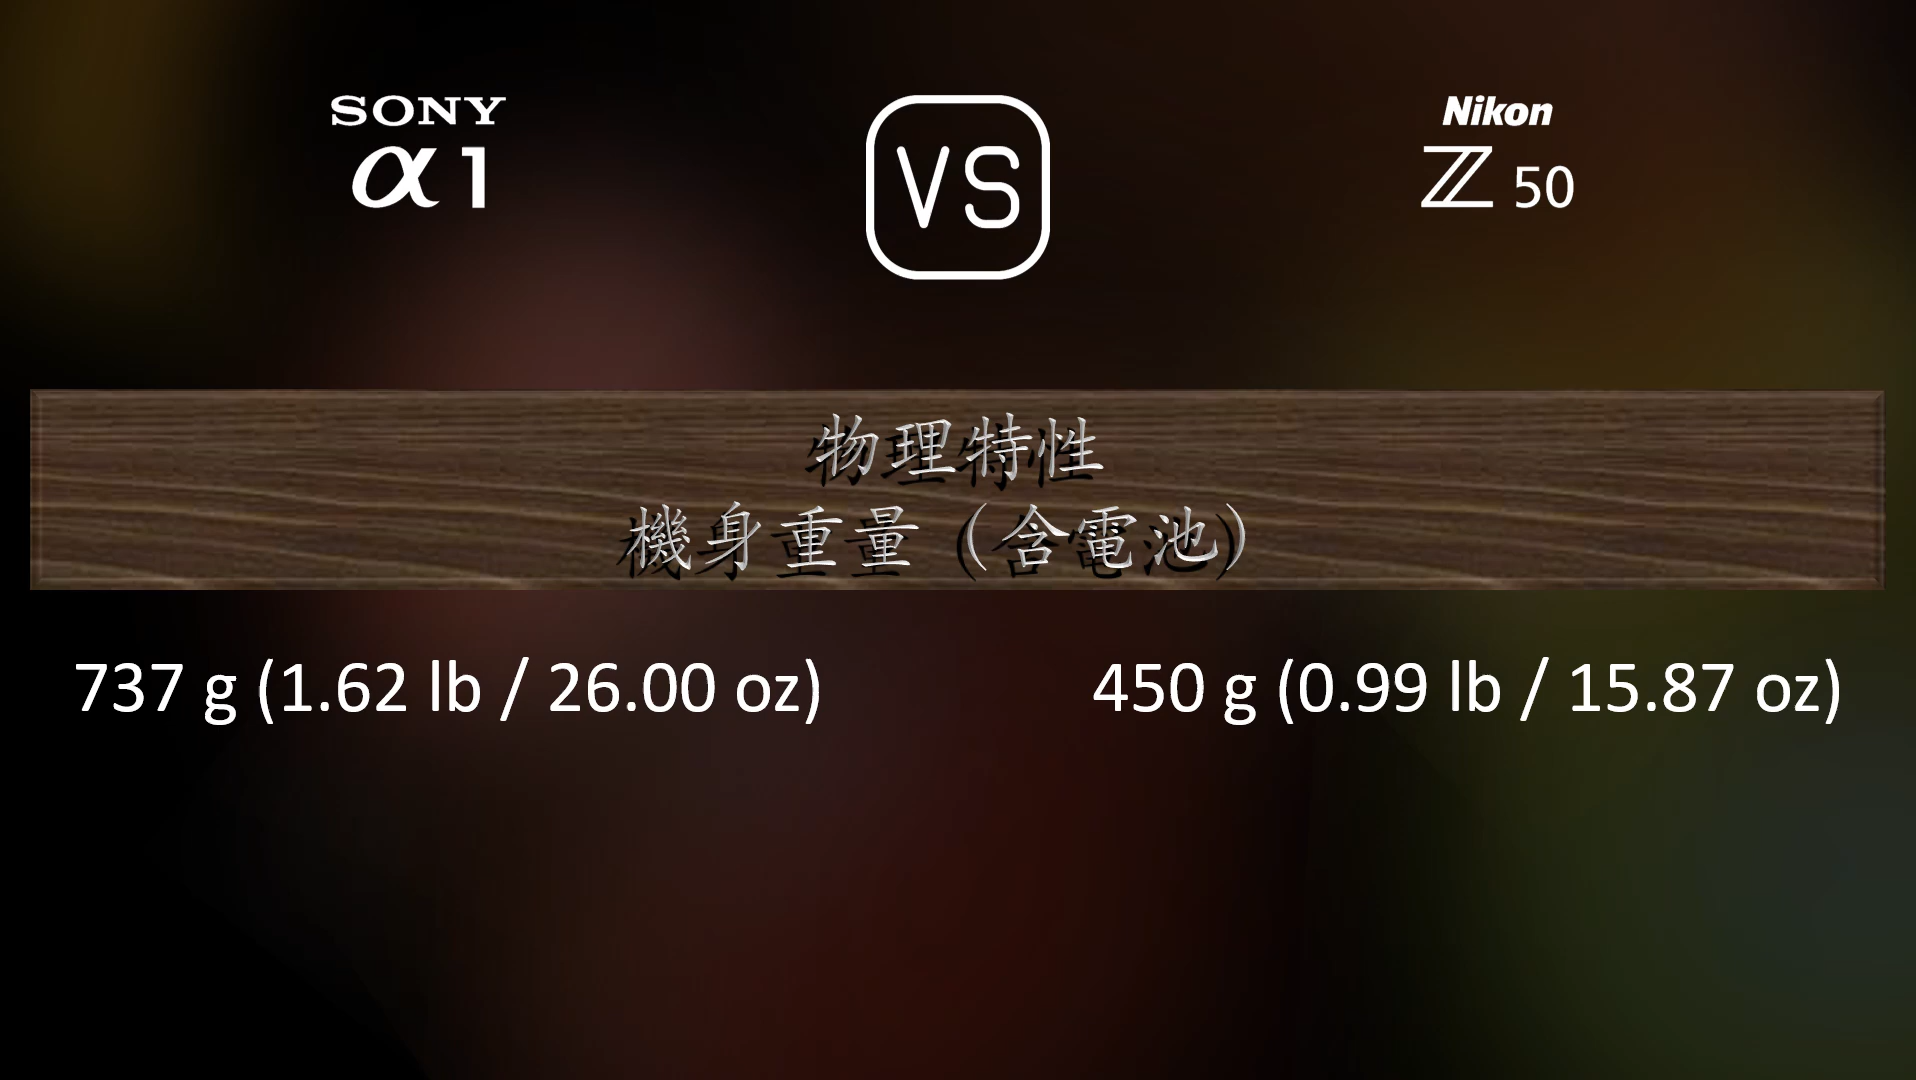 SONY
α1
VS
Nikon
Z 50
物理特性
機身重量（含電池）
737 g (1.62 lb / 26.00 oz)
450 g (0.99 lb / 15.87 oz)